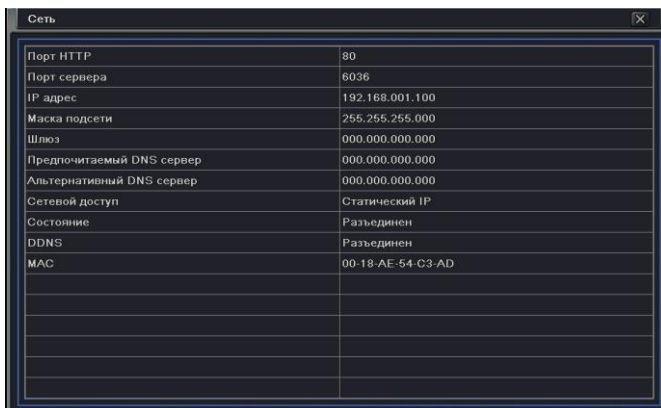 Сеть
Порт HTTP 80
Порт сервера 6036
IP адрес 192.168.001.100
Маска подсети 255.255.255.000
Шлюз 000.000.000.000
Предпочитаемый DNS сервер 000.000.000.000
Альтернативный DNS сервер 000.000.000.000
Сетевой доступ Статический IP
Состояние Разъединен
DDNS Разъединен
MAC 00-18-AE-54-C3-AD